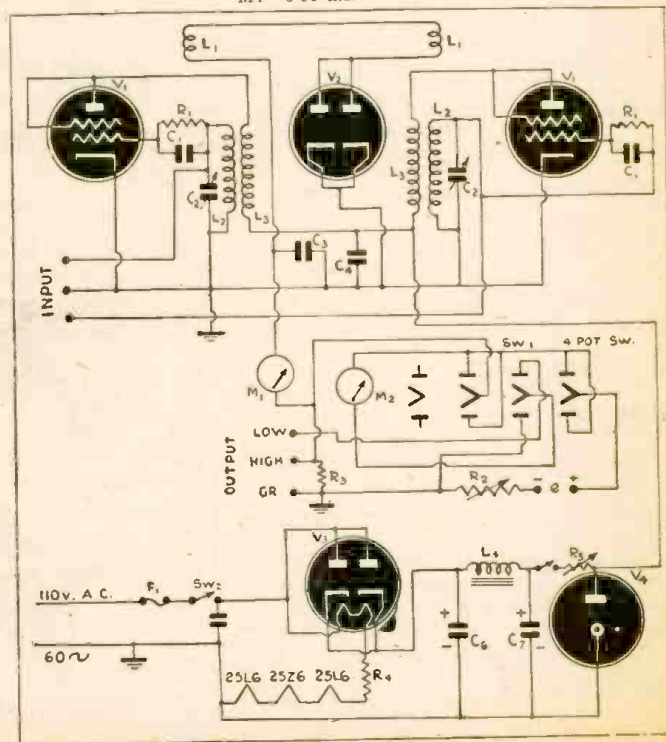 L1
L1
V1
V2
V1
R1
C1
C2
L2
L3
L3
L2
C2
R1
C1
C3
C4
INPUT
M1
M2
SW1
4 POT SW.
LOW
HIGH
GR
OUTPUT
R3
R2
- e +
110V. A C.
F1
SW2
V3
L4
R5
V4
+
-
C6
+
-
C7
60~
25L6 25Z6 25L6
R4